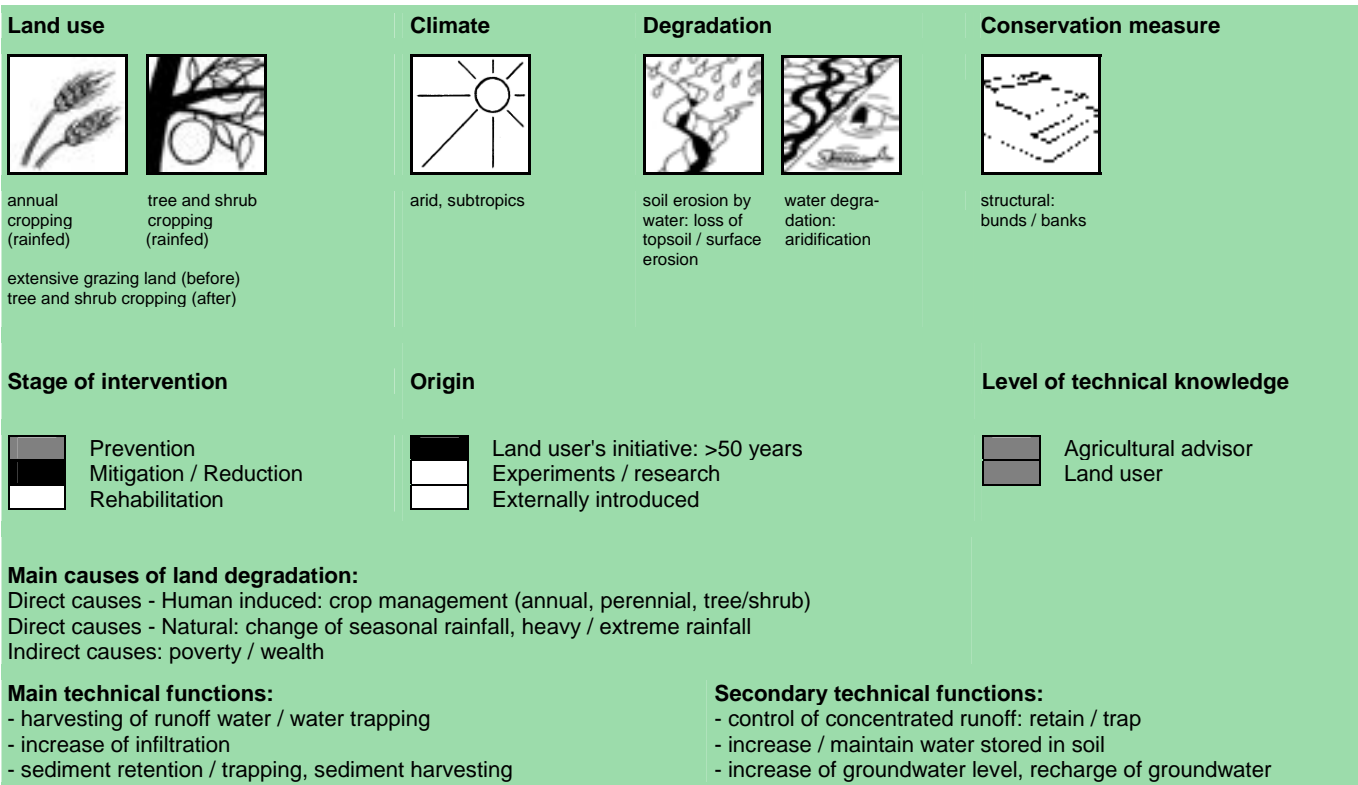 Land use
Climate
Degradation
Conservation measure
annual
cropping
(rainfed)
tree and shrub
cropping
(rainfed)
extensive grazing land (before)
tree and shrub cropping (after)
arid, subtropics
soil erosion by
water: loss of
topsoil / surface
erosion
water degra-
dation:
aridification
structural:
bunds / banks
Stage of intervention
Prevention
Mitigation / Reduction
Rehabilitation
Origin
Land user's initiative: >50 years
Experiments / research
Externally introduced
Level of technical knowledge
Agricultural advisor
Land user
Main causes of land degradation:
Direct causes - Human induced: crop management (annual, perennial, tree/shrub)
Direct causes - Natural: change of seasonal rainfall, heavy / extreme rainfall
Indirect causes: poverty / wealth
Main technical functions:
- harvesting of runoff water / water trapping
- increase of infiltration
- sediment retention / trapping, sediment harvesting
Secondary technical functions:
- control of concentrated runoff: retain / trap
- increase / maintain water stored in soil
- increase of groundwater level, recharge of groundwater